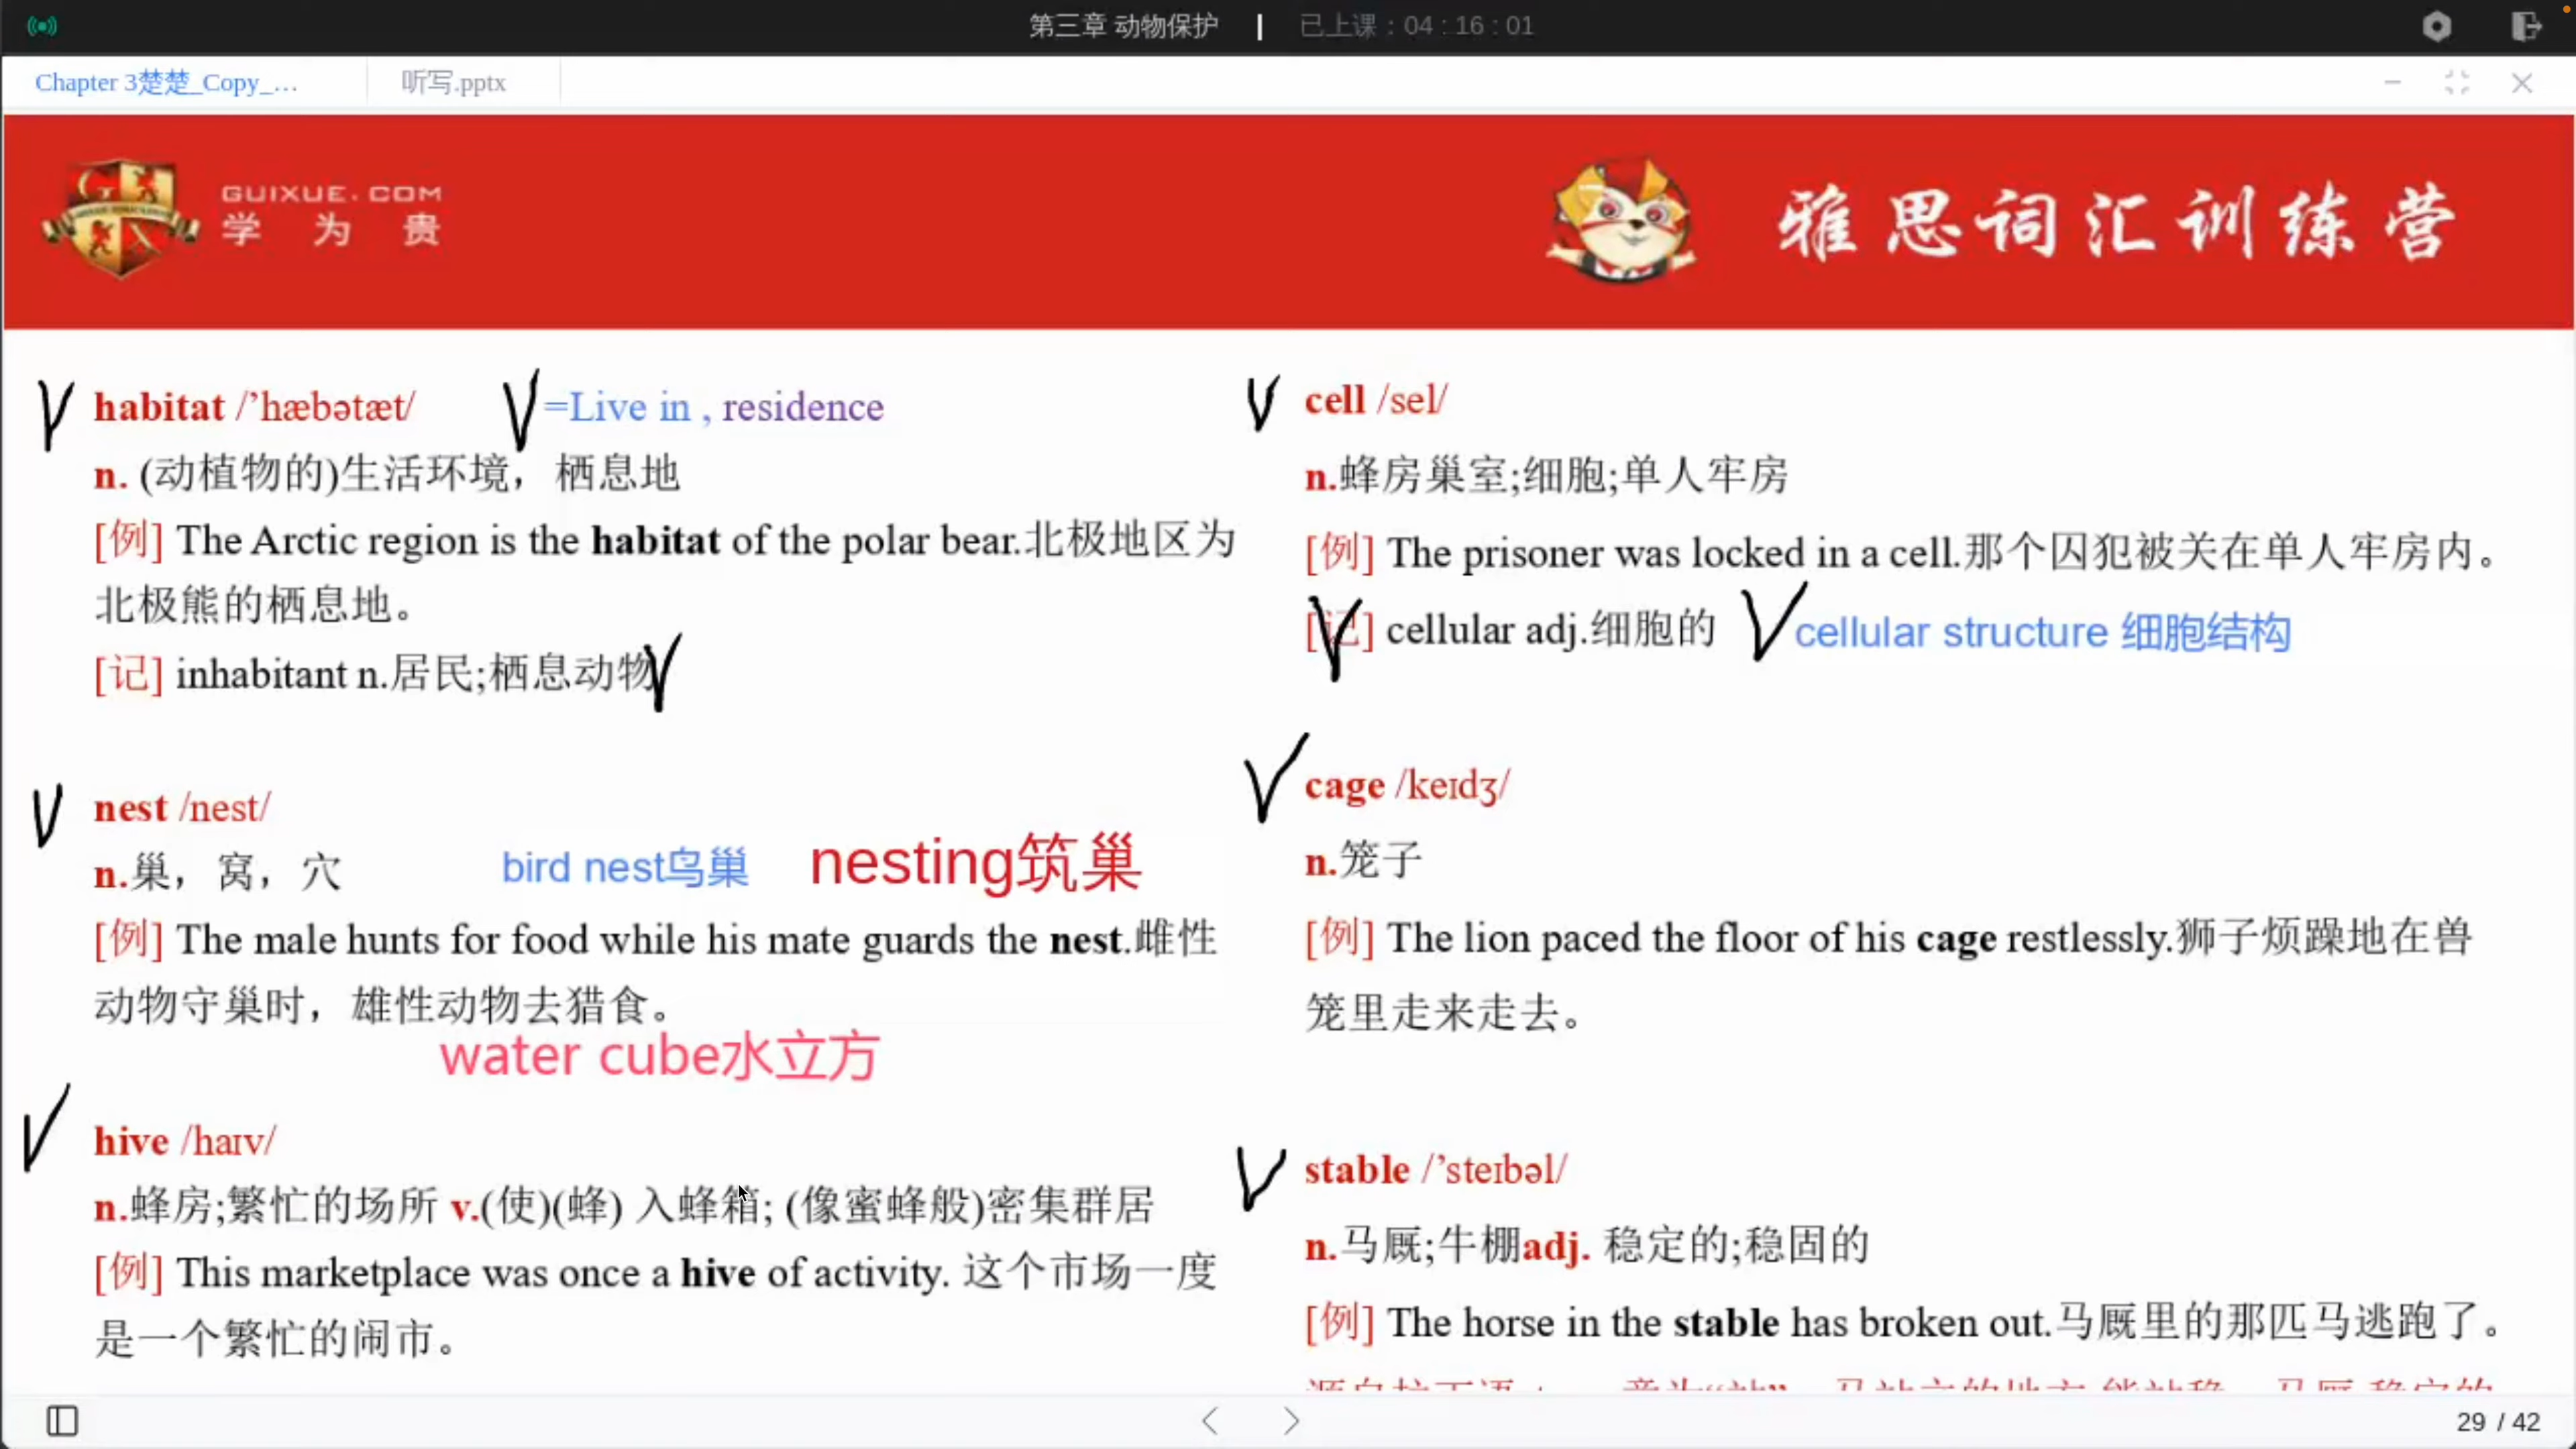 第三章 动物保护 | 已上课：04 : 16 : 01
Chapter 3楚楚_Copy_… 听写.pptx
GUIXUE.COM
学为贵
雅思词汇训练营
habitat /’hæbətæt/ =Live in , residence
n. (动植物的)生活环境，栖息地
[例] The Arctic region is the habitat of the polar bear.北极地区为
北极熊的栖息地。
[记] inhabitant n.居民;栖息动物
nest /nest/
n.巢，窝，穴 bird nest鸟巢 nesting筑巢
[例] The male hunts for food while his mate guards the nest.雌性
动物守巢时，雄性动物去猎食。
water cube水立方
hive /haɪv/
n.蜂房;繁忙的场所 v.(使)(蜂) 入蜂箱; (像蜜蜂般)密集群居
[例] This marketplace was once a hive of activity. 这个市场一度
是一个繁忙的闹市。
cell /sel/
n.蜂房巢室;细胞;单人牢房
[例] The prisoner was locked in a cell.那个囚犯被关在单人牢房内。
[记] cellular adj.细胞的 cellular structure 细胞结构
cage /keɪdʒ/
n.笼子
[例] The lion paced the floor of his cage restlessly.狮子烦躁地在兽
笼里走来走去。
stable /’steɪbəl/
n.马厩;牛棚adj. 稳定的;稳固的
[例] The horse in the stable has broken out.马厩里的那匹马逃跑了。
29 / 42